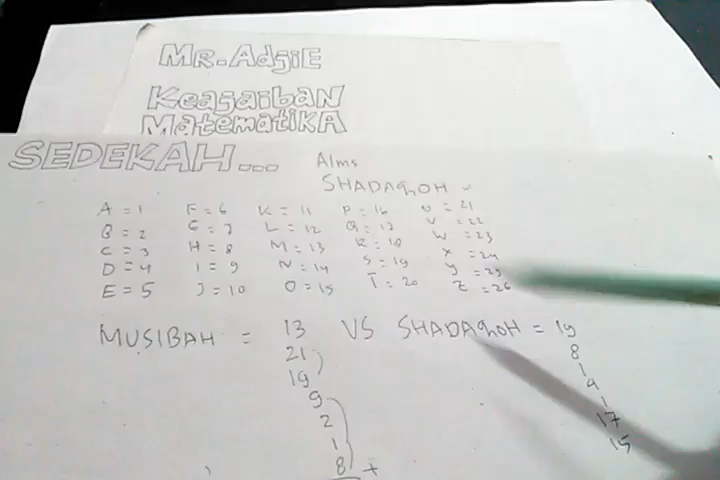 MR. ADJIE
Keajaiban
MATEMATIKA
SEDEKAH...
Alms
SHADAQOH
A = 1 F = 6 K = 11 P = 16 U = 21
B = 2 G = 7 L = 12 Q = 17 V = 22
C = 3 H = 8 M = 13 R = 18 W = 23
D = 4 I = 9 N = 14 S = 19 X = 24
E = 5 J = 10 O = 15 T = 20 Y = 25
Z = 26
MUSIBAH = 13 VS SHADAQOH = 19
21 8
19 1
9 4
2 1
1 17
8 + 15